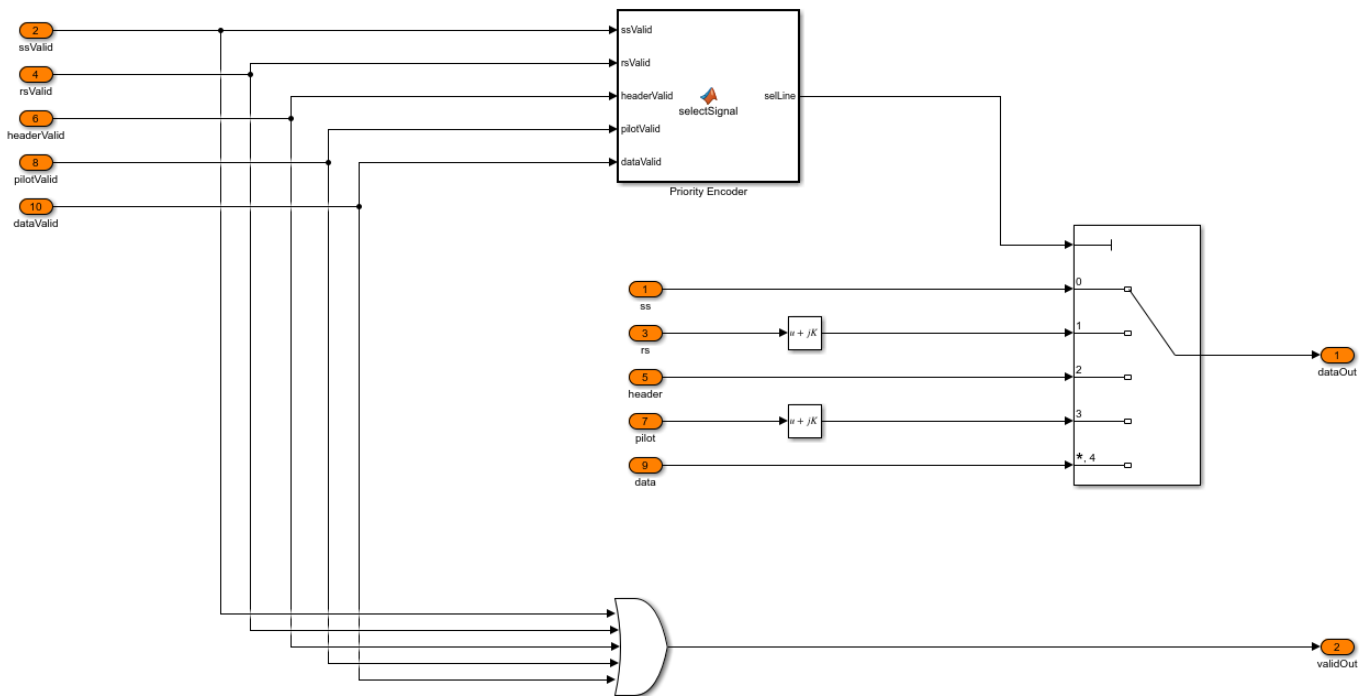 2
ssValid
4
rsValid
6
headerValid
8
pilotValid
10
dataValid
ssValid
rsValid
headerValid
pilotValid
dataValid
selectSignal
selLine
Priority Encoder
1
ss
3
rs
5
header
7
pilot
9
data
u + jK
u + jK
0
1
2
3
*, 4
1
dataOut
2
validOut